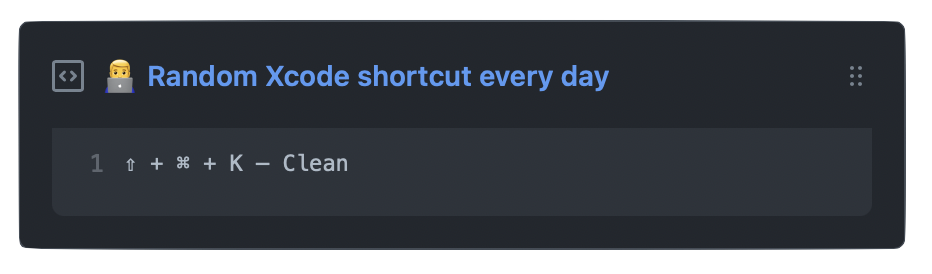 👨‍💻 Random Xcode shortcut every day
1 ⇧ + ⌘ + K — Clean